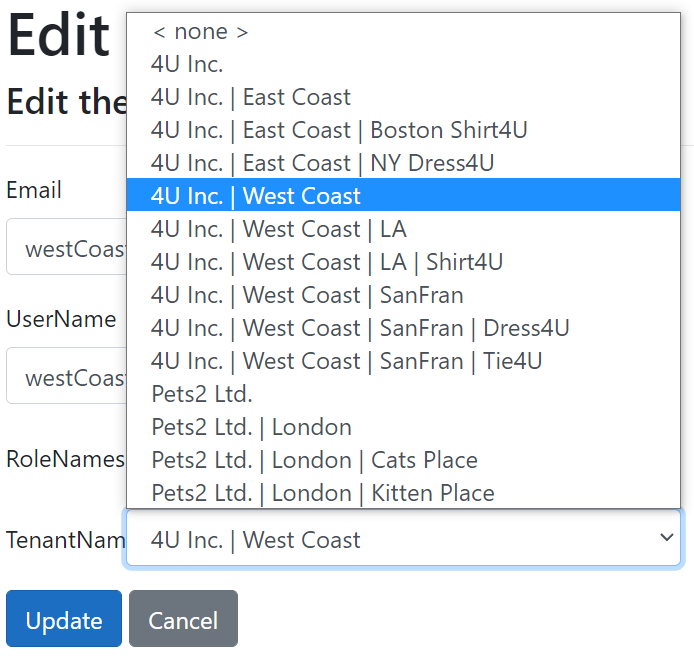 Edit
Edit the
< none >
4U Inc.
4U Inc. | East Coast
4U Inc. | East Coast | Boston Shirt4U
4U Inc. | East Coast | NY Dress4U
4U Inc. | West Coast
4U Inc. | West Coast | LA
4U Inc. | West Coast | LA | Shirt4U
4U Inc. | West Coast | SanFran
4U Inc. | West Coast | SanFran | Dress4U
4U Inc. | West Coast | SanFran | Tie4U
Pets2 Ltd.
Pets2 Ltd. | London
Pets2 Ltd. | London | Cats Place
Pets2 Ltd. | London | Kitten Place
Email
westCoast
UserName
westCoast
RoleNames
TenantNam
4U Inc. | West Coast
Update
Cancel